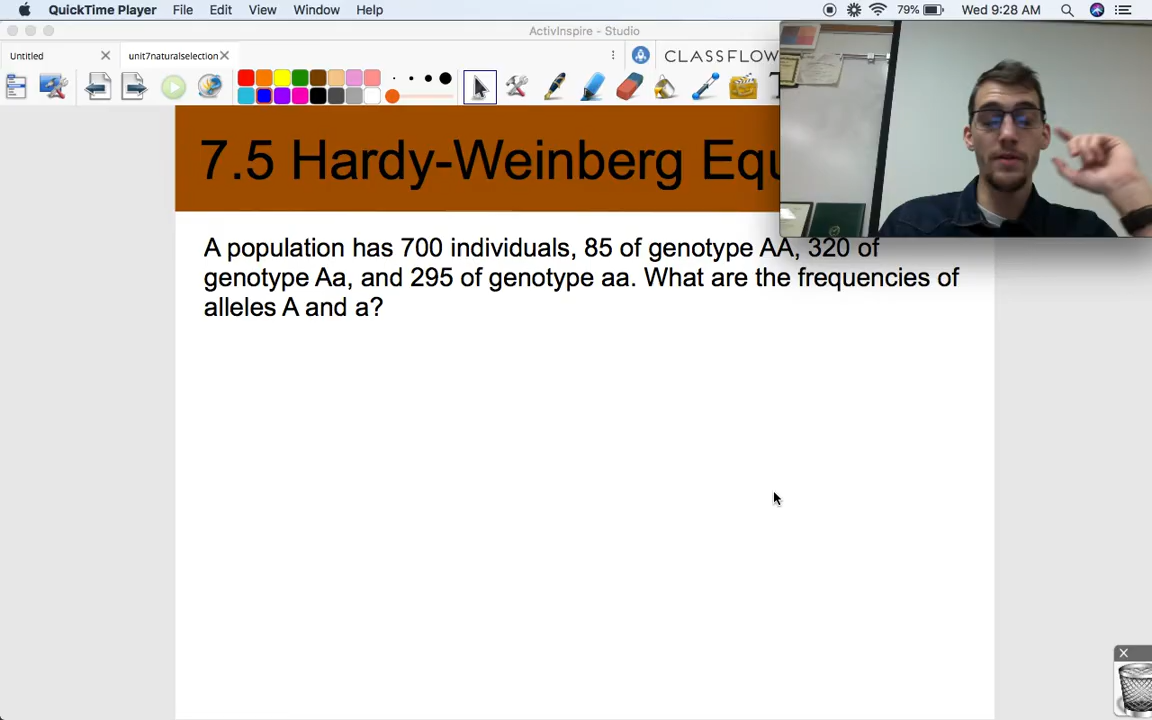 QuickTime Player File Edit View Window Help 79% Wed 9:28 AM
ActivInspire - Studio
Untitled unit7naturalselection CLASSFLOW
7.5 Hardy-Weinberg
A population has 700 individuals, 85 of genotype AA, 320 of
genotype Aa, and 295 of genotype aa. What are the frequencies of
alleles A and a?